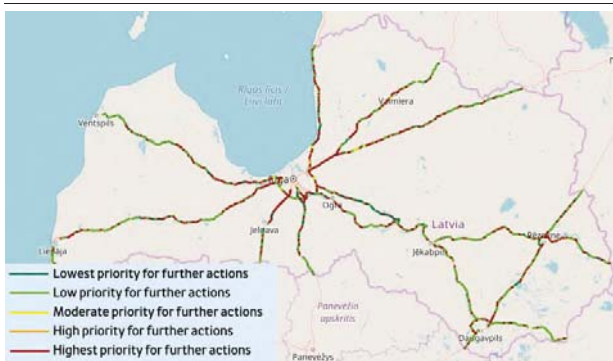 Rīgas līcis /
Liivi laht
Valmiera
Ventspils
Rīga
Ogre
Jelgava
Latvia
Liepāja
Jēkabpils
Rēzekne
Lowest priority for further actions
Low priority for further actions
Moderate priority for further actions
High priority for further actions
Highest priority for further actions
Panevėžio
apskritis
Daugavpils
Panevėžys